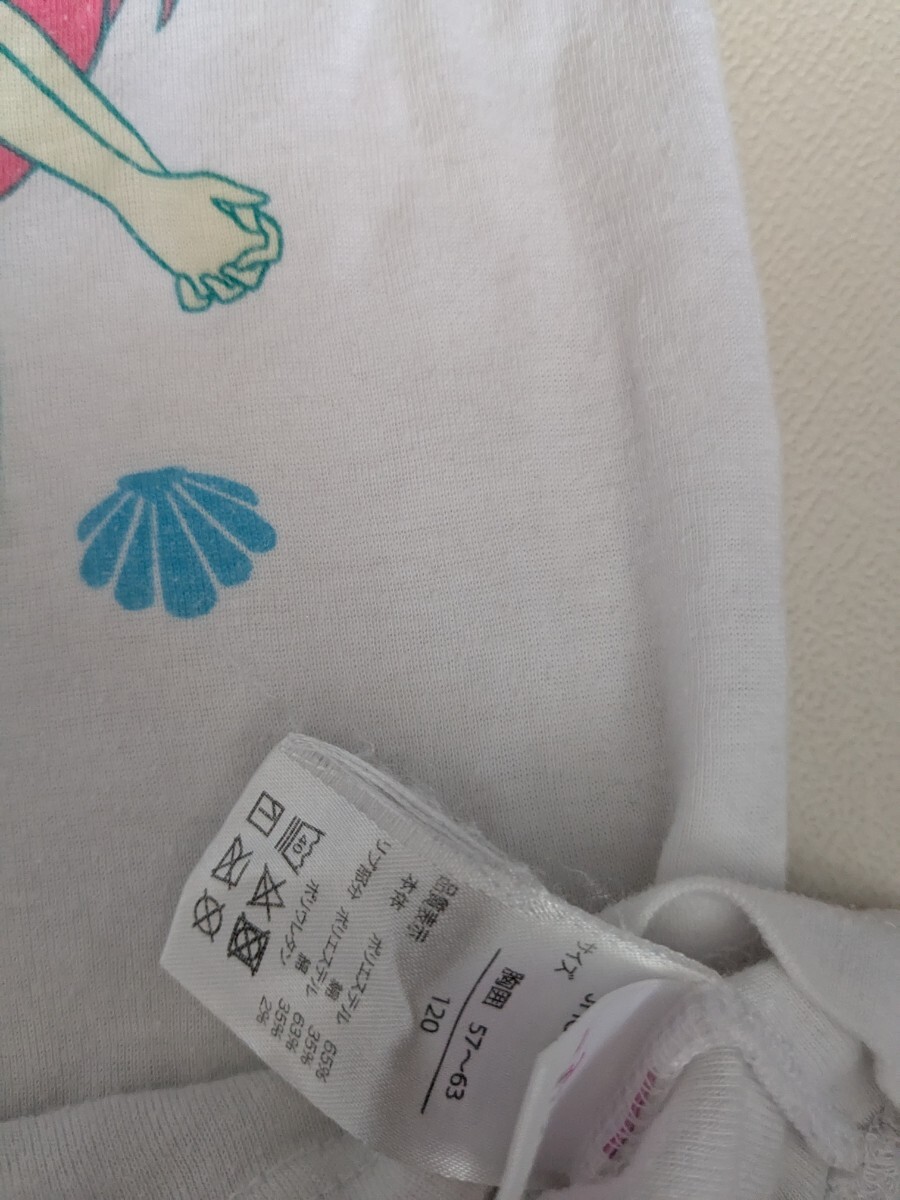 サイズ
胸囲 57～63
120
品質表示
本体 ポリエステル 65%
綿 35%
リブ部分 ポリエステル 63%
綿 35%
ポリウレタン 2%
40